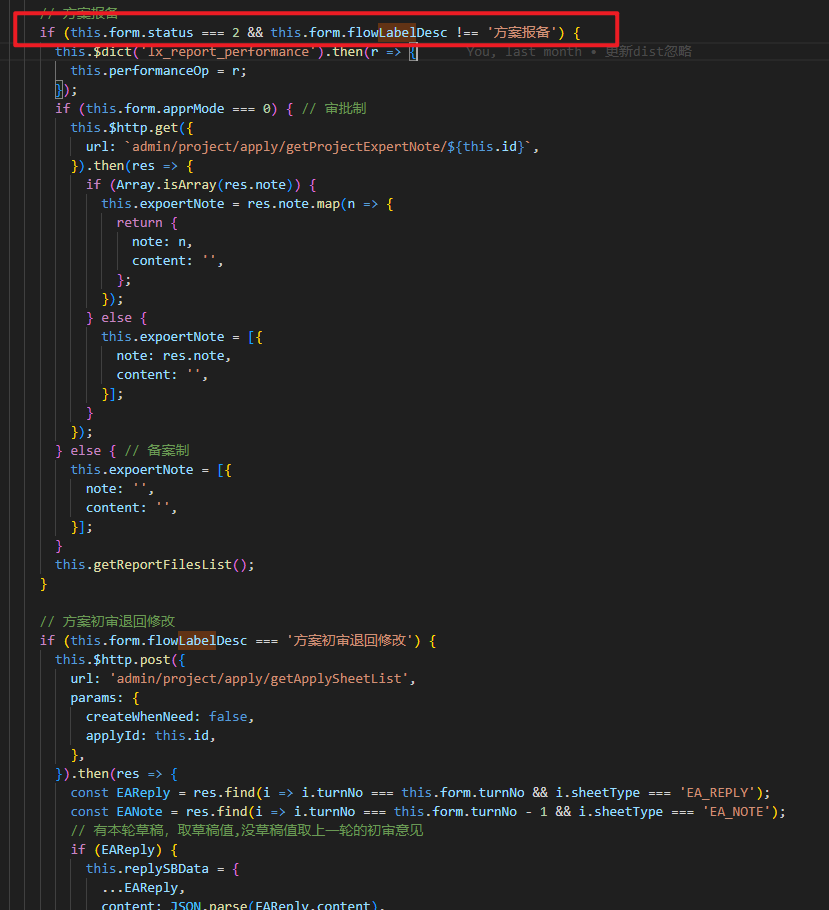 // 方案报备
if (this.form.status === 2 && this.form.flowLabelDesc !== '方案报备') {
this.$dict('lx_report_performance').then(r => { You, last month • 更新dist忽略
this.performanceOp = r;
});
if (this.form.apprMode === 0) { // 审批制
this.$http.get({
url: `admin/project/apply/getProjectExpertNote/${this.id}`,
}).then(res => {
if (Array.isArray(res.note)) {
this.expoertNote = res.note.map(n => {
return {
note: n,
content: '',
};
});
} else {
this.expoertNote = [{
note: res.note,
content: '',
}];
}
});
} else { // 备案制
this.expoertNote = [{
note: '',
content: '',
}];
}
this.getReportFilesList();
}
// 方案初审退回修改
if (this.form.flowLabelDesc === '方案初审退回修改') {
this.$http.post({
url: 'admin/project/apply/getApplySheetList',
params: {
createWhenNeed: false,
applyId: this.id,
},
}).then(res => {
const EAReply = res.find(i => i.turnNo === this.form.turnNo && i.sheetType === 'EA_REPLY');
const EANote = res.find(i => i.turnNo === this.form.turnNo - 1 && i.sheetType === 'EA_NOTE');
// 有本轮草稿，取草稿值,没草稿值取上一轮的初审意见
if (EAReply) {
this.replySBData = {
...EAReply,
content: JSON.parse(EAReply.content),